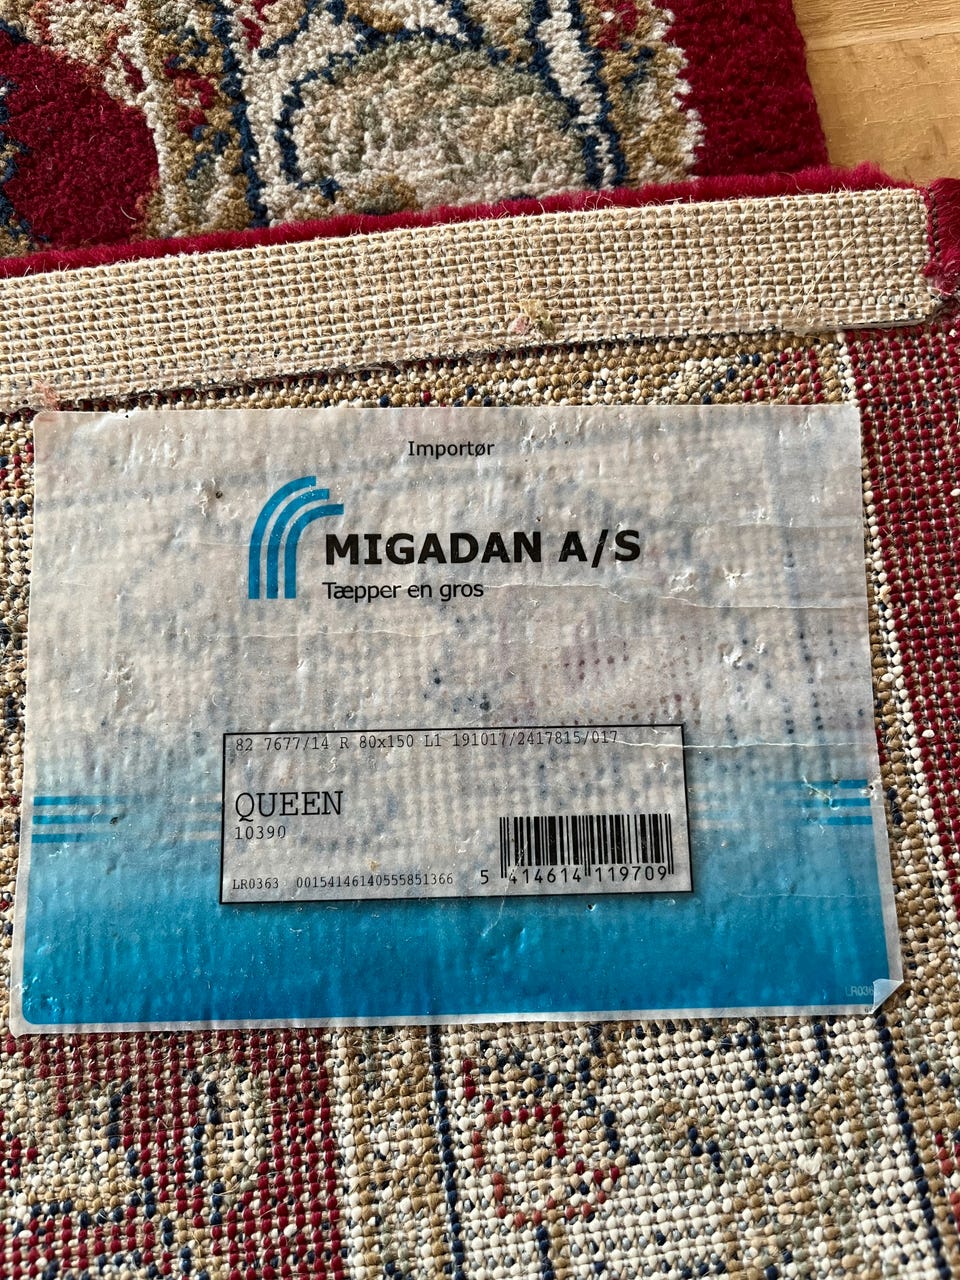 Importør
MIGADAN A/S
Tæpper en gros
82 7677/14 R 80x150 L1 191017/2417815/017
QUEEN
10390
LR0363 00154146140555851366
5 414614 119709